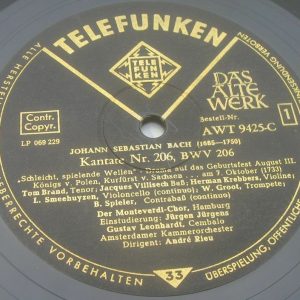 TELEFUNKEN
TELE
FUN
KEN
DAS
ALTE
WERK
Contr.
Copyr.
LP 069 229
Bestell-Nr.
AWT 9425-C
1
JOHANN SEBASTIAN BACH (1685—1750)
Kantate Nr. 206, BWV 206
„Schleicht, spielende Wellen" · Drama auf das Geburtsfest August III.
Königs v. Polen, Kurfürst v. Sachsen . . . am 7. Oktober (1733)
Tom Brand, Tenor; Jacques Villisech Baß; Herman Krebbers, Violine
L. Smeehuyzen, Violoncello (continuo), W. Groot, Trompete;
B. Spieler, Contrabaß (continuo)
Der Monteverdi-Chor, Hamburg
Einstudierung: Jürgen Jürgens
Gustav Leonhardt, Cembalo
Amsterdamer Kammerorchester
Dirigent: André Rieu
33
ALLE HERSTELL
URHEBERRECHTE VORBEHALTEN
ÜBERSPIELUNG, ÖFFENTLICHE
SENDUNG VERBOTEN